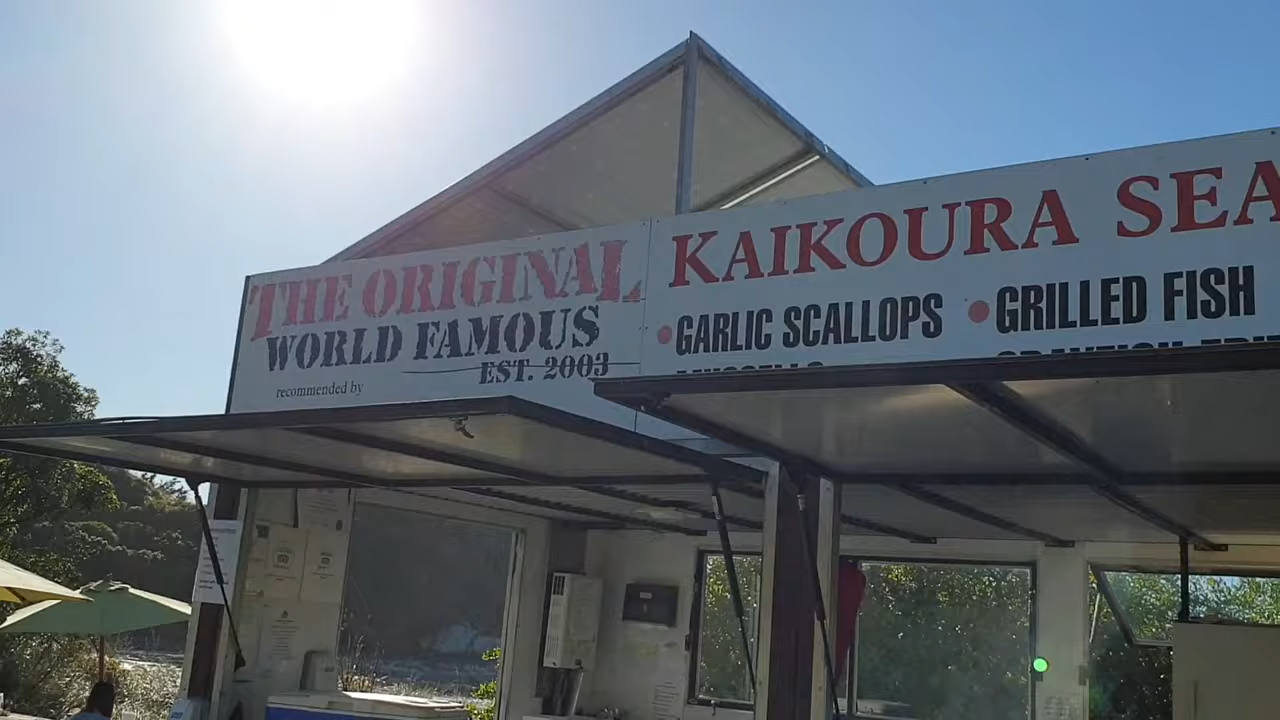 THE ORIGINAL
WORLD FAMOUS
EST. 2003
recommended by
KAIKOURA SEA
• GARLIC SCALLOPS • GRILLED FISH